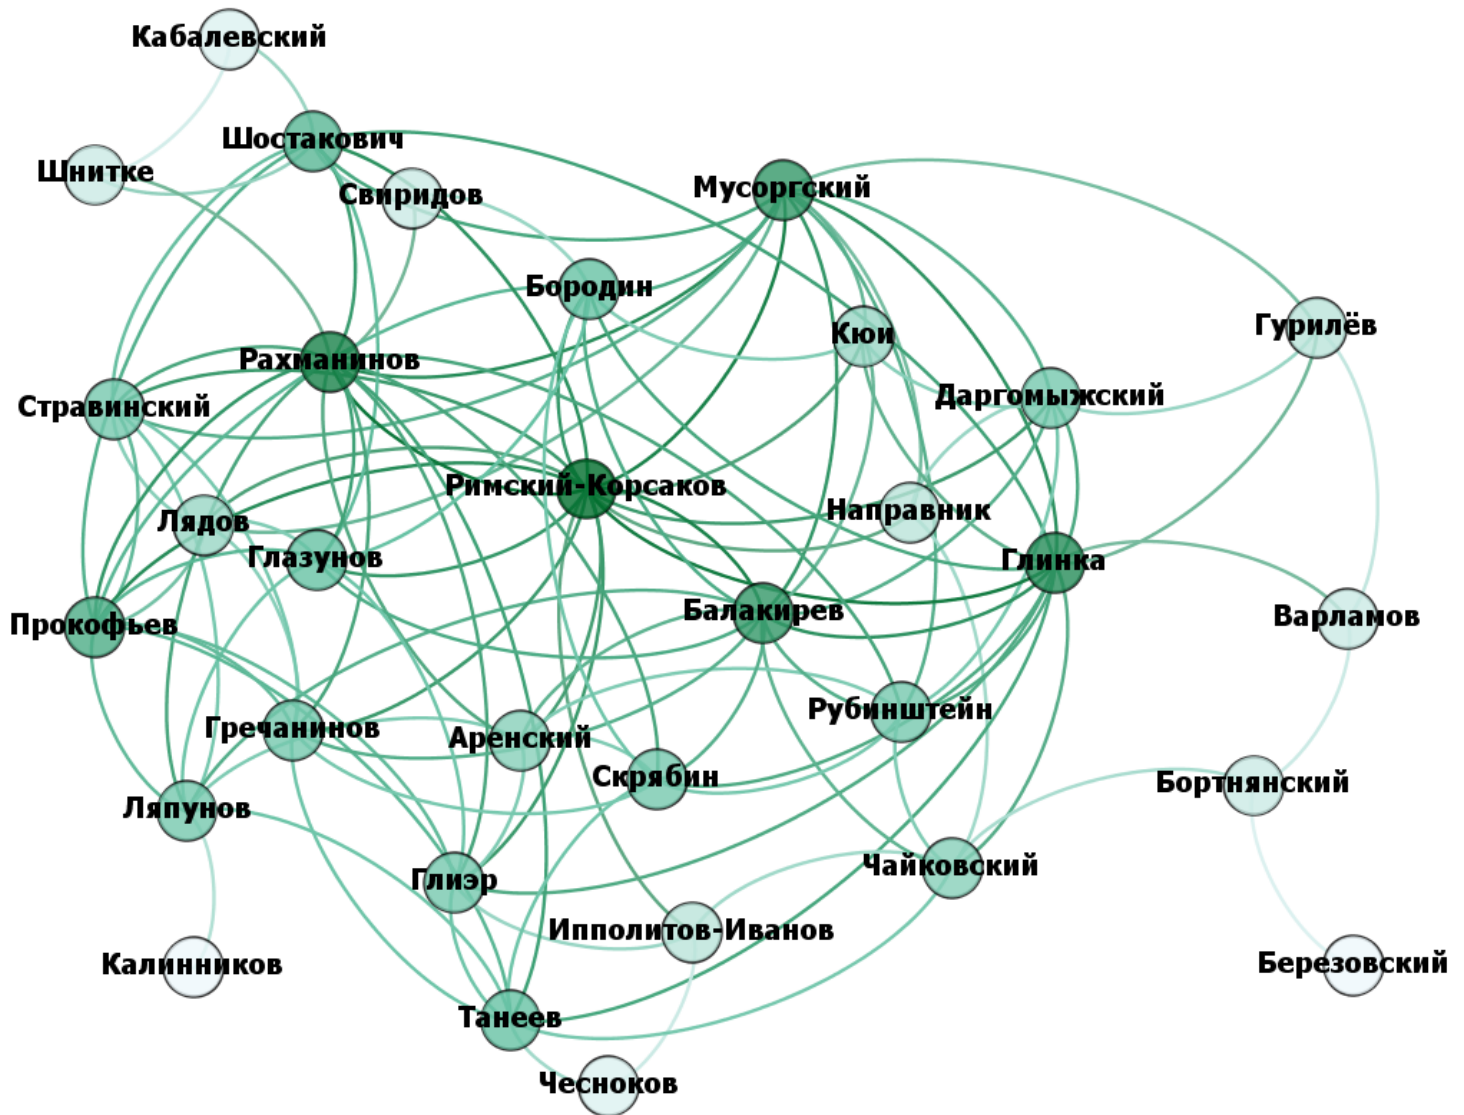 Кабалевский
Шостакович
Шнитке
Свиридов
Мусоргский
Бородин
Гурилёв
Кюи
Рахманинов
Даргомыжский
Стравинский
Римский-Корсаков
Направник
Лядов
Глазунов
Глинка
Балакирев
Варламов
Прокофьев
Рубинштейн
Гречанинов
Аренский
Скрябин
Бортнянский
Ляпунов
Чайковский
Глиэр
Ипполитов-Иванов
Калинников
Березовский
Танеев
Чесноков